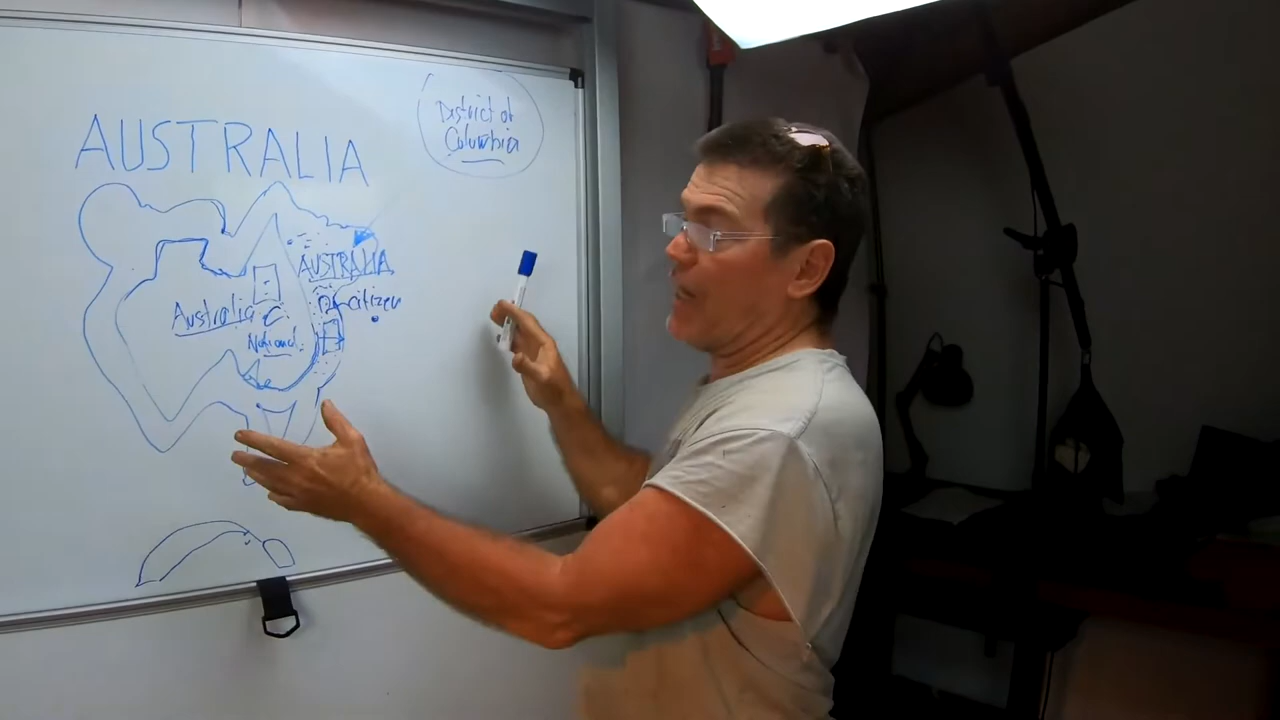 District of
Columbia
AUSTRALIA
AUSTRALIA
citizen
Australia
National